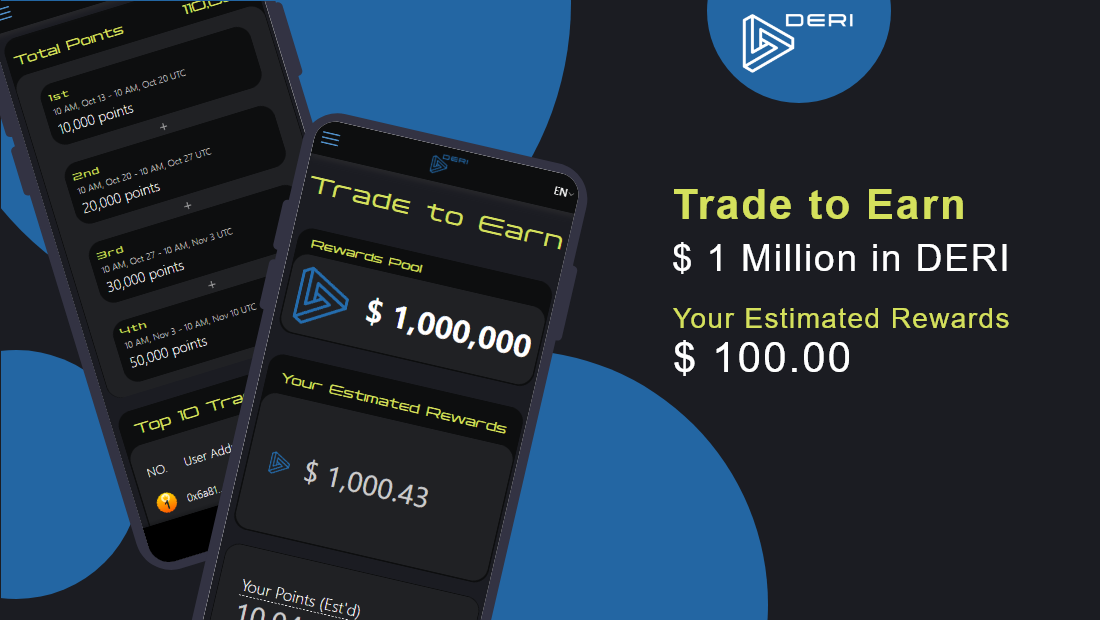 110,0
Total Points
1st
10 AM, Oct 13 - 10 AM, Oct 20 UTC
10,000 points
+
2nd
10 AM, Oct 20 - 10 AM, Oct 27 UTC
20,000 points
+
3rd
10 AM, Oct 27 - 10 AM, Nov 3 UTC
30,000 points
+
4th
10 AM, Nov 3 - 10 AM, Nov 10 UTC
50,000 points
Top 10 Tra
NO. User Add
1 0x6a81.
DERI
EN
Trade to Earn
Rewards Pool
$ 1,000,000
Your Estimated Rewards
$ 1,000.43
Your Points (Est'd)
DERI
Trade to Earn
$ 1 Million in DERI
Your Estimated Rewards
$ 100.00